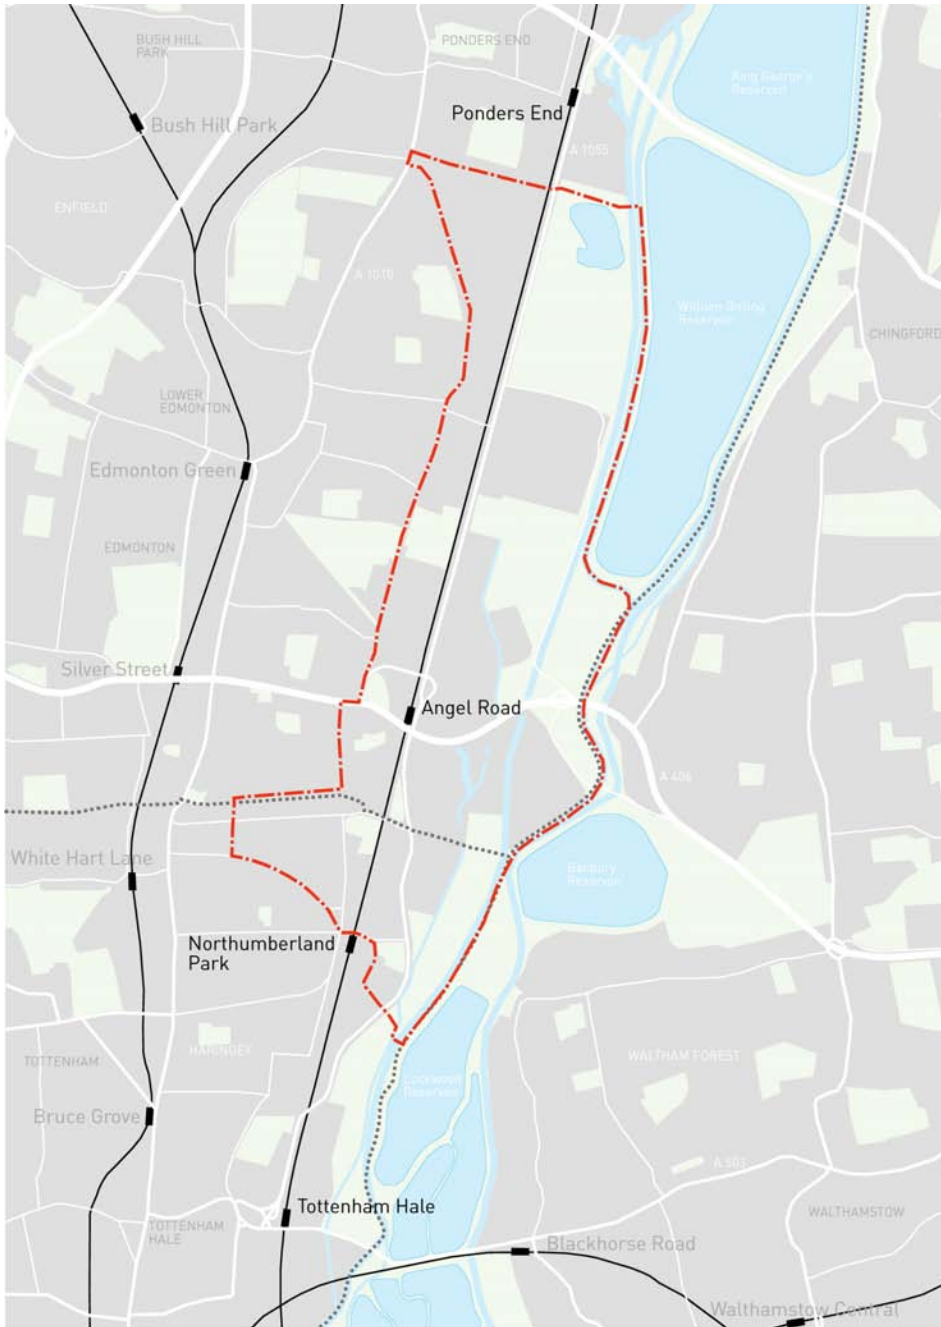 BUSH HILL
PARK
PONDERS END
King George's
Reservoir
Ponders End
Bush Hill Park
A 1055
ENFIELD
A 1010
William Girling
Reservoir
CHINGFORD
LOWER
EDMONTON
Edmonton Green
EDMONTON
Silver Street
Angel Road
A 406
White Hart Lane
Banbury
Reservoir
Northumberland
Park
HARINGEY
TOTTENHAM
WALTHAM FOREST
Lockwood
Reservoir
Bruce Grove
A 503
Tottenham Hale
WALTHAMSTOW
TOTTENHAM
HALE
Blackhorse Road
Walthamstow Central